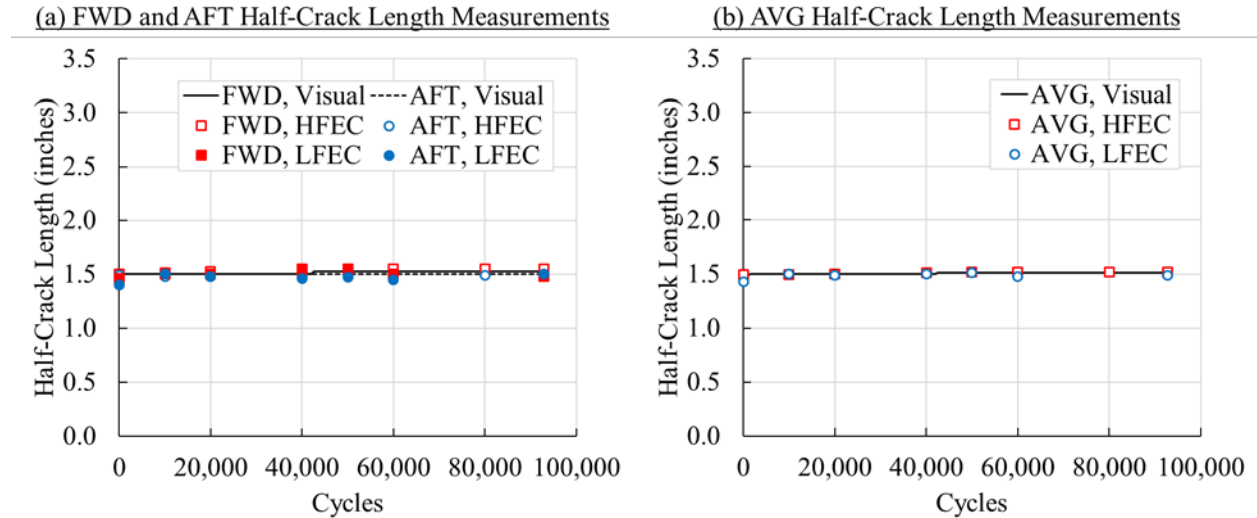 (a) FWD and AFT Half-Crack Length Measurements
3.5
3.0
2.5
2.0
1.5
1.0
0.5
0.0
Half-Crack Length (inches)
FWD, Visual AFT, Visual
FWD, HFEC AFT, HFEC
FWD, LFEC AFT, LFEC
0 20,000 40,000 60,000 80,000 100,000
Cycles
(b) AVG Half-Crack Length Measurements
3.5
3.0
2.5
2.0
1.5
1.0
0.5
0.0
Half-Crack Length (inches)
AVG, Visual
AVG, HFEC
AVG, LFEC
0 20,000 40,000 60,000 80,000 100,000
Cycles